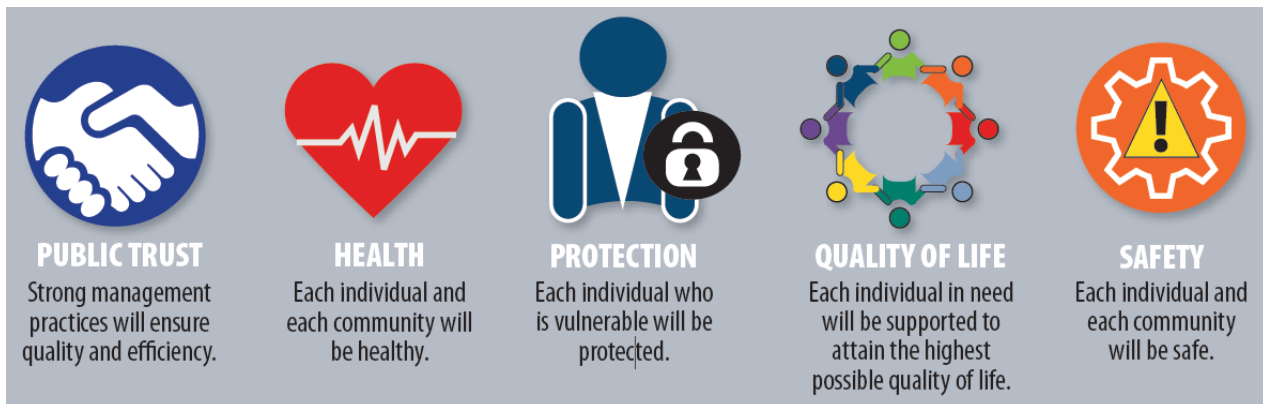 PUBLIC TRUST
Strong management
practices will ensure
quality and efficiency.
HEALTH
Each individual and
each community will
be healthy.
PROTECTION
Each individual who
is vulnerable will be
protected.
QUALITY OF LIFE
Each individual in need
will be supported to
attain the highest
possible quality of life.
SAFETY
Each individual and
each community
will be safe.